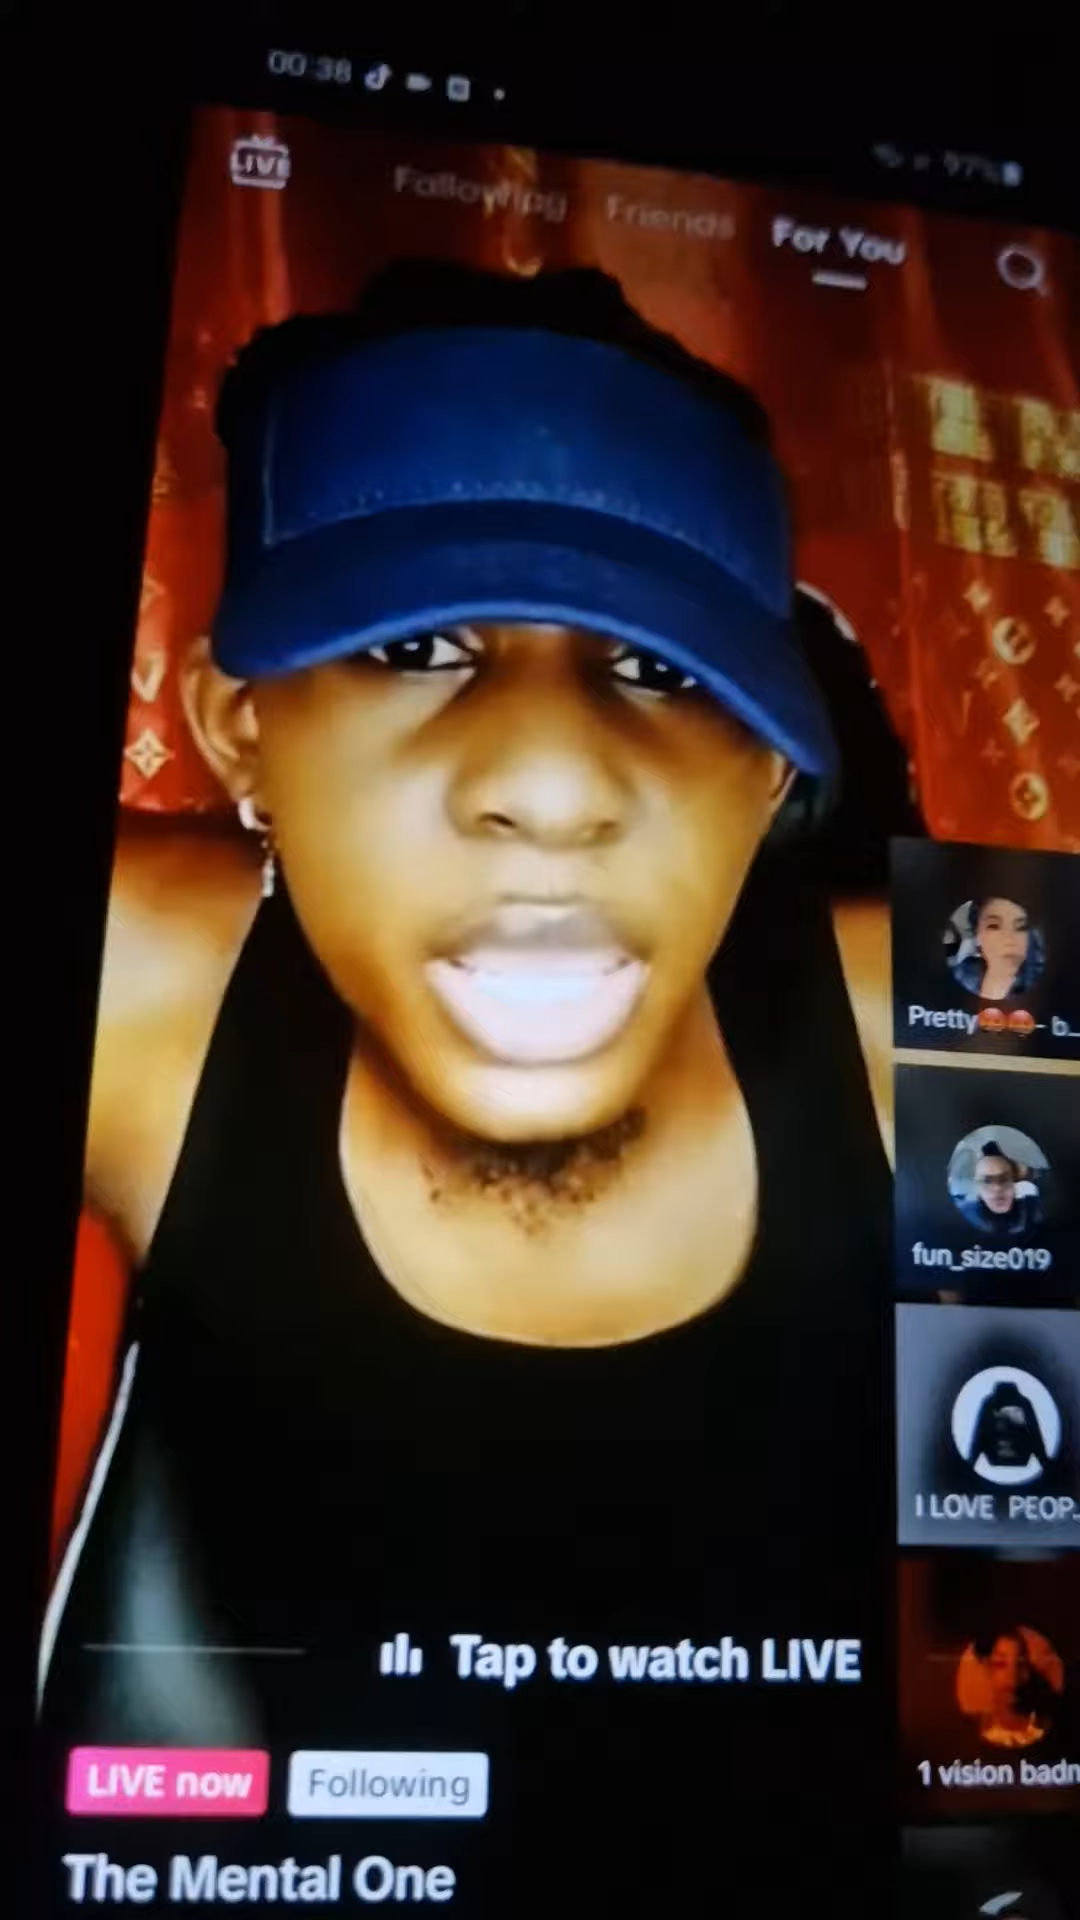 00:38
97%
LIVE
Following Friends For You
Pretty😡😡- b...
fun_size019
I LOVE PEOP...
1 vision badn
Tap to watch LIVE
LIVE now Following
The Mental One